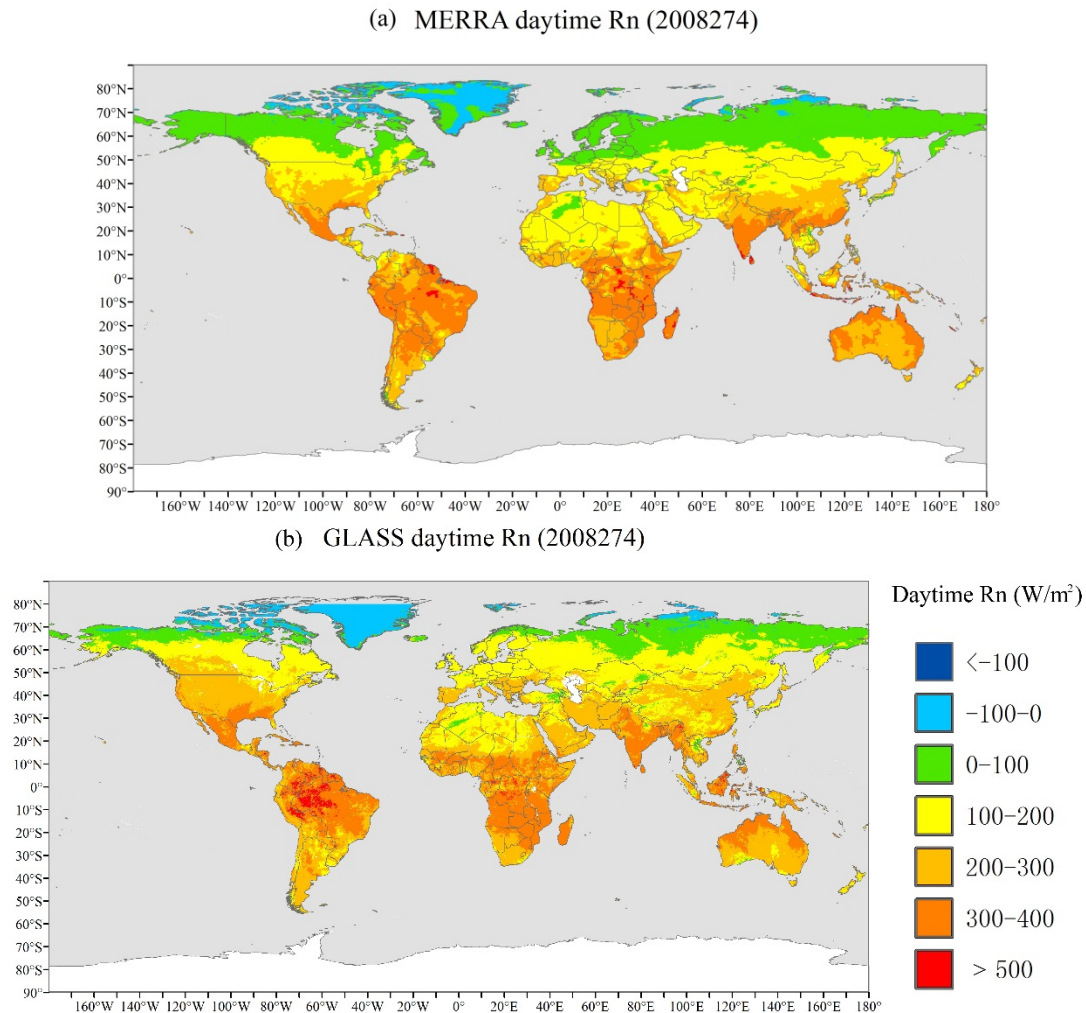 (a) MERRA daytime Rn (2008274)
80°N
70°N
60°N
50°N
40°N
30°N
20°N
10°N
0°
10°S
20°S
30°S
40°S
50°S
60°S
70°S
80°S
90°
160°W 140°W 120°W 100°W 80°W 60°W 40°W 20°W 0° 20°E 40°E 60°E 80°E 100°E 120°E 140°E 160°E 180°
(b) GLASS daytime Rn (2008274)
80°N
70°N
60°N
50°N
40°N
30°N
20°N
10°N
0°
10°S
20°S
30°S
40°S
50°S
60°S
70°S
80°S
90°
160°W 140°W 120°W 100°W 80°W 60°W 40°W 20°W 0° 20°E 40°E 60°E 80°E 100°E 120°E 140°E 160°E 180°
Daytime Rn (W/m²)
<-100
-100-0
0-100
100-200
200-300
300-400
> 500